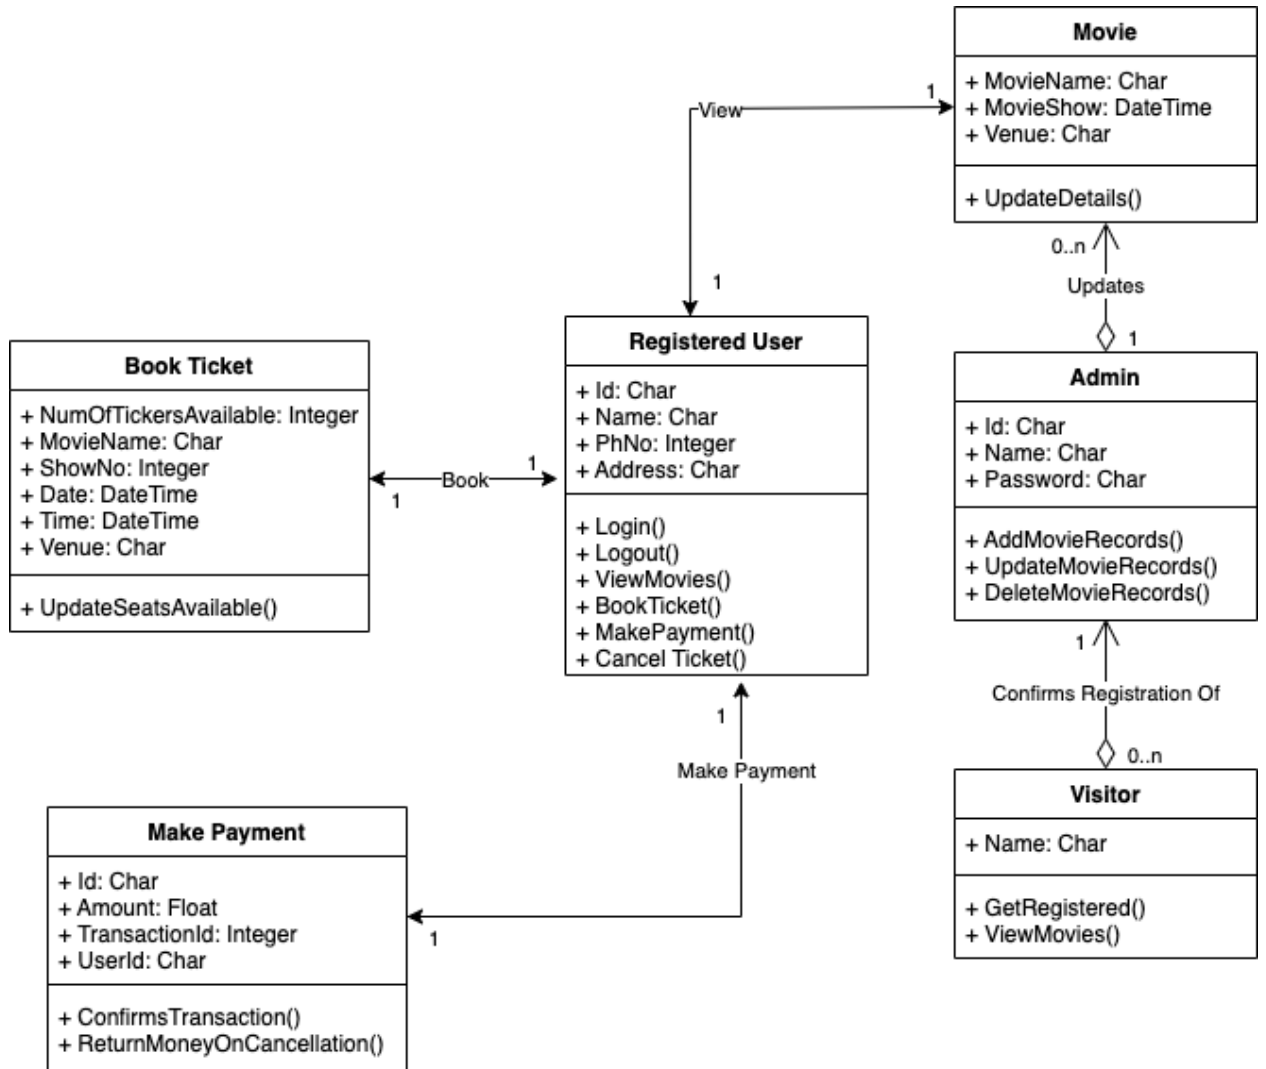 Movie
+ MovieName: Char
+ MovieShow: DateTime
+ Venue: Char
+ UpdateDetails()
1
View
1
0..n
Updates
1
Registered User
+ Id: Char
+ Name: Char
+ PhNo: Integer
+ Address: Char
+ Login()
+ Logout()
+ ViewMovies()
+ BookTicket()
+ MakePayment()
+ Cancel Ticket()
Book Ticket
+ NumOfTickersAvailable: Integer
+ MovieName: Char
+ ShowNo: Integer
+ Date: DateTime
+ Time: DateTime
+ Venue: Char
+ UpdateSeatsAvailable()
1
Book
1
Admin
+ Id: Char
+ Name: Char
+ Password: Char
+ AddMovieRecords()
+ UpdateMovieRecords()
+ DeleteMovieRecords()
1
Confirms Registration Of
0..n
1
Make Payment
1
Visitor
+ Name: Char
+ GetRegistered()
+ ViewMovies()
Make Payment
+ Id: Char
+ Amount: Float
+ TransactionId: Integer
+ UserId: Char
+ ConfirmsTransaction()
+ ReturnMoneyOnCancellation()